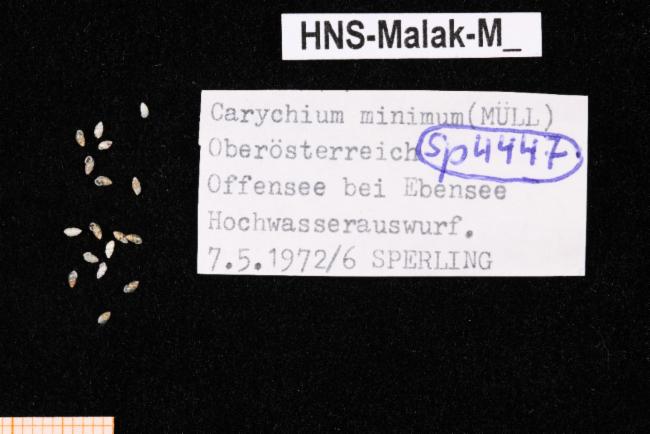 HNS-Malak-M_
Carychium minimum(MÜLL)
Oberösterreich Sp4447.
Offensee bei Ebensee
Hochwasserauswurf.
7.5.1972/6 SPERLING